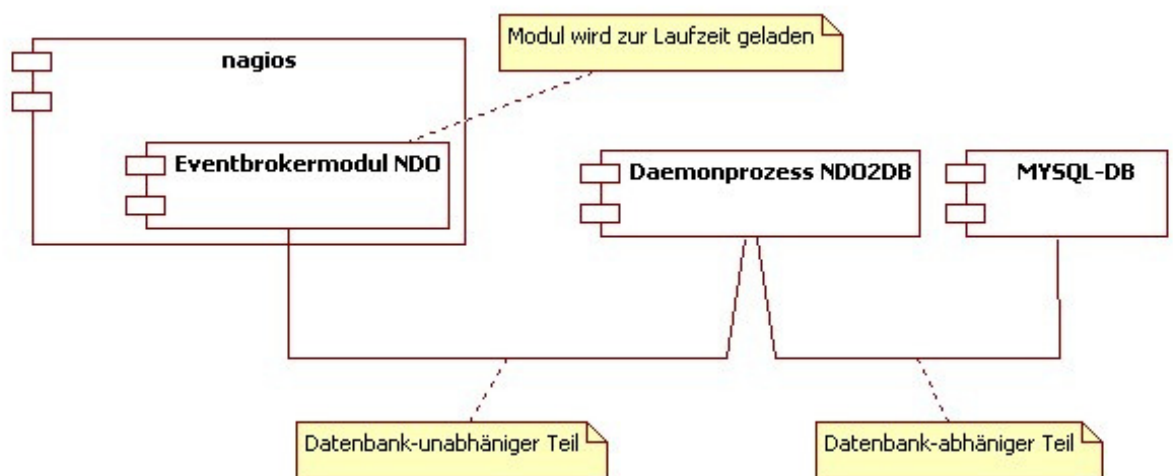 Modul wird zur Laufzeit geladen
nagios
Eventbrokermodul NDO
Daemonprozess NDO2DB
MYSQL-DB
Datenbank-unabhäniger Teil
Datenbank-abhäniger Teil